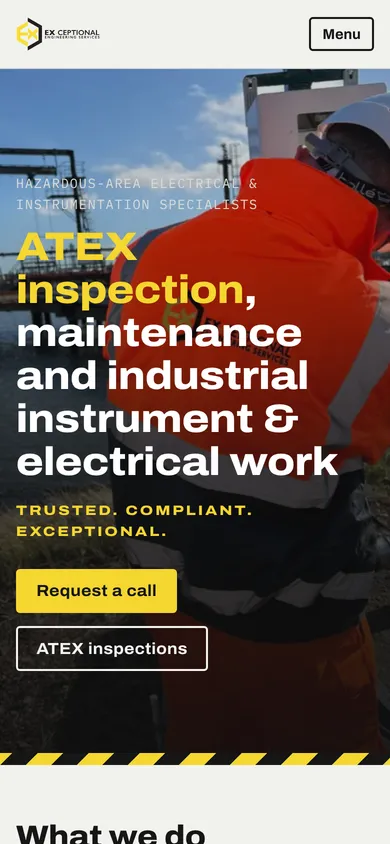 EX CEPTIONAL
ENGINEERING SERVICES
Menu
HAZARDOUS-AREA ELECTRICAL &
INSTRUMENTATION SPECIALISTS
bollé
ATEX
inspection,
maintenance
and industrial
instrument &
electrical work
TRUSTED. COMPLIANT.
EXCEPTIONAL.
Request a call
ATEX inspections
What we do